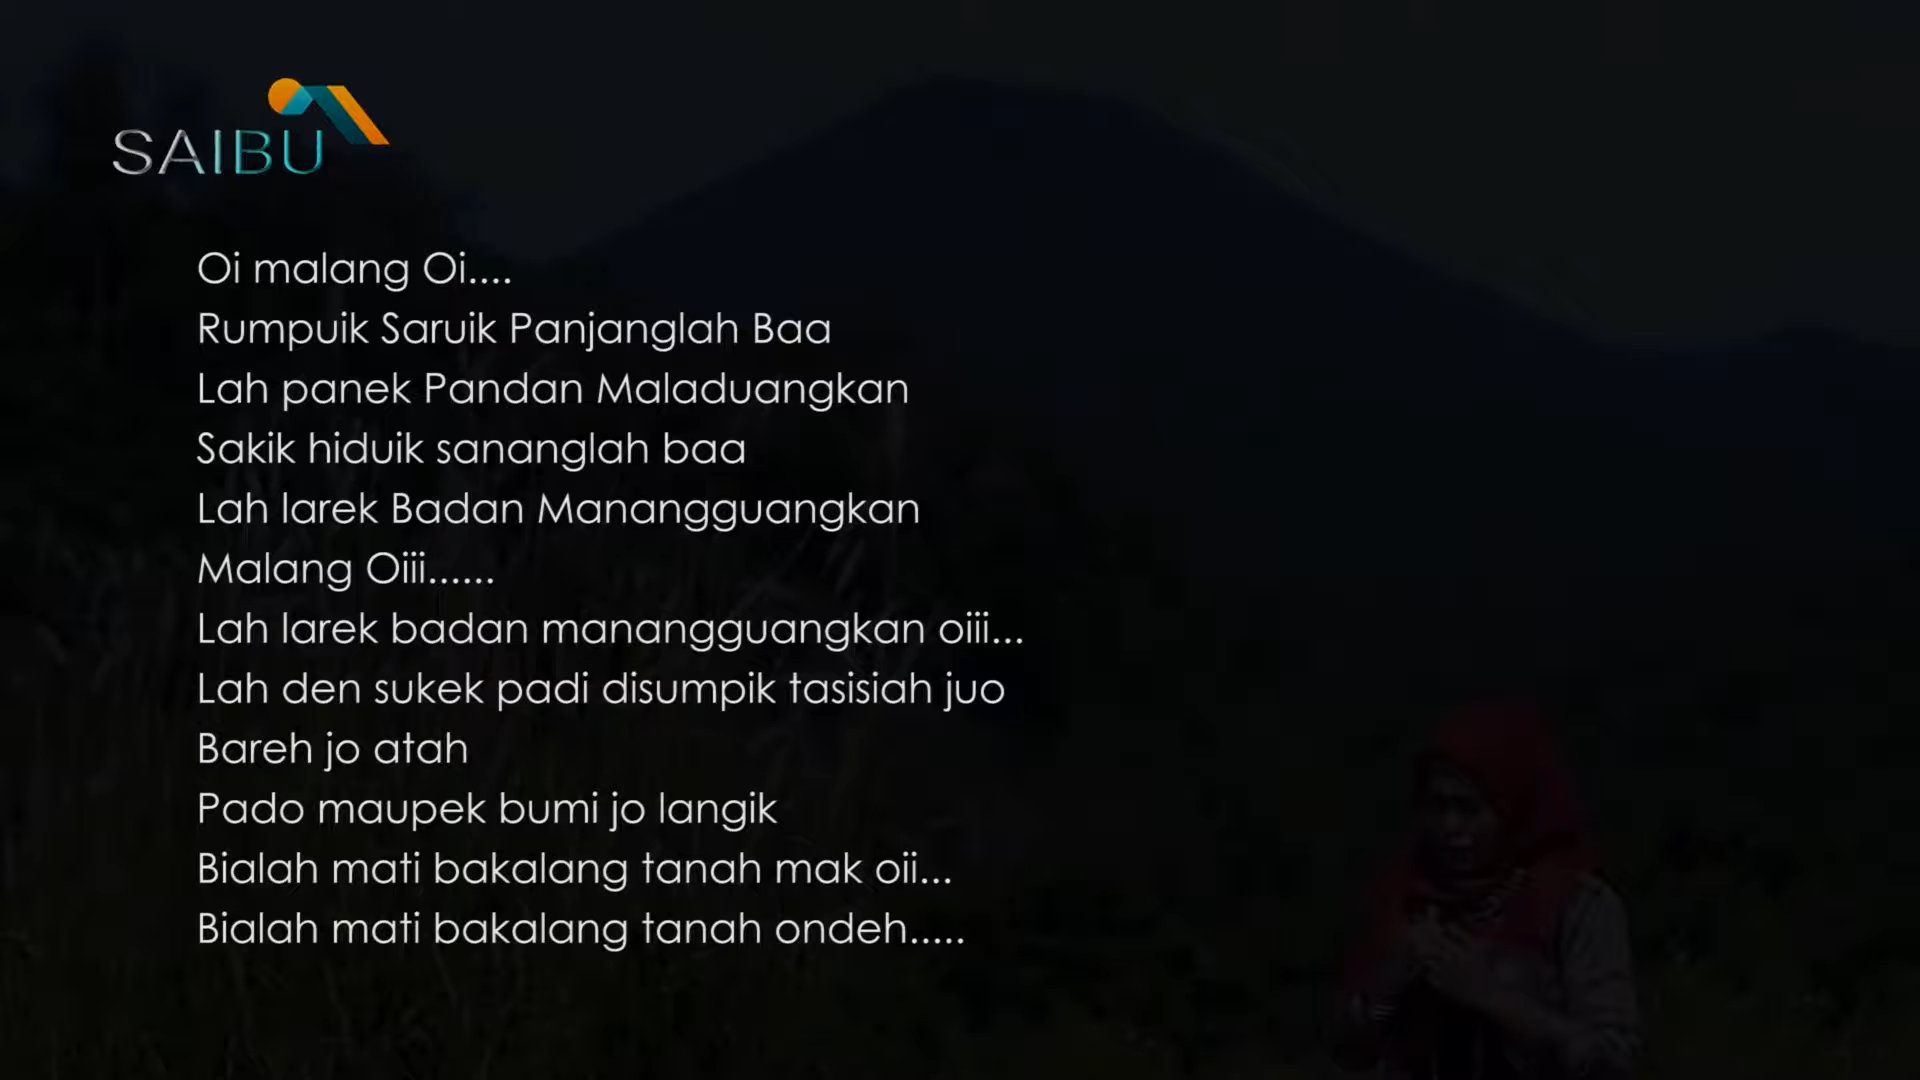 SAIBU
Oi malang Oi....
Rumpuik Saruik Panjanglah Baa
Lah panek Pandan Maladuangkan
Sakik hiduik sananglah baa
Lah larek Badan Manangguangkan
Malang Oiii......
Lah larek badan manangguangkan oiii...
Lah den sukek padi disumpik tasisiah juo
Bareh jo atah
Pado maupek bumi jo langik
Bialah mati bakalang tanah mak oii...
Bialah mati bakalang tanah ondeh.....